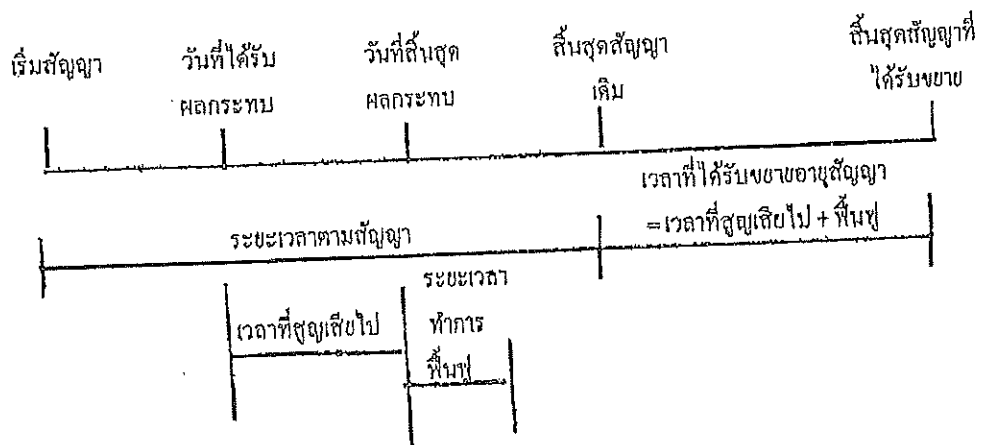 เริ่มสัญญา
วันที่ได้รับ
ผลกระทบ
วันที่สิ้นสุด
ผลกระทบ
สิ้นสุดสัญญา
เดิม
สิ้นสุดสัญญาที่
ได้รับขยาย
เวลาที่ได้รับขยายอายุสัญญา
=เวลาที่สูญเสียไป + ฟื้นฟู
ระยะเวลาตามสัญญา
เวลาที่สูญเสียไป
ระยะเวลา
ทำการ
ฟื้นฟู